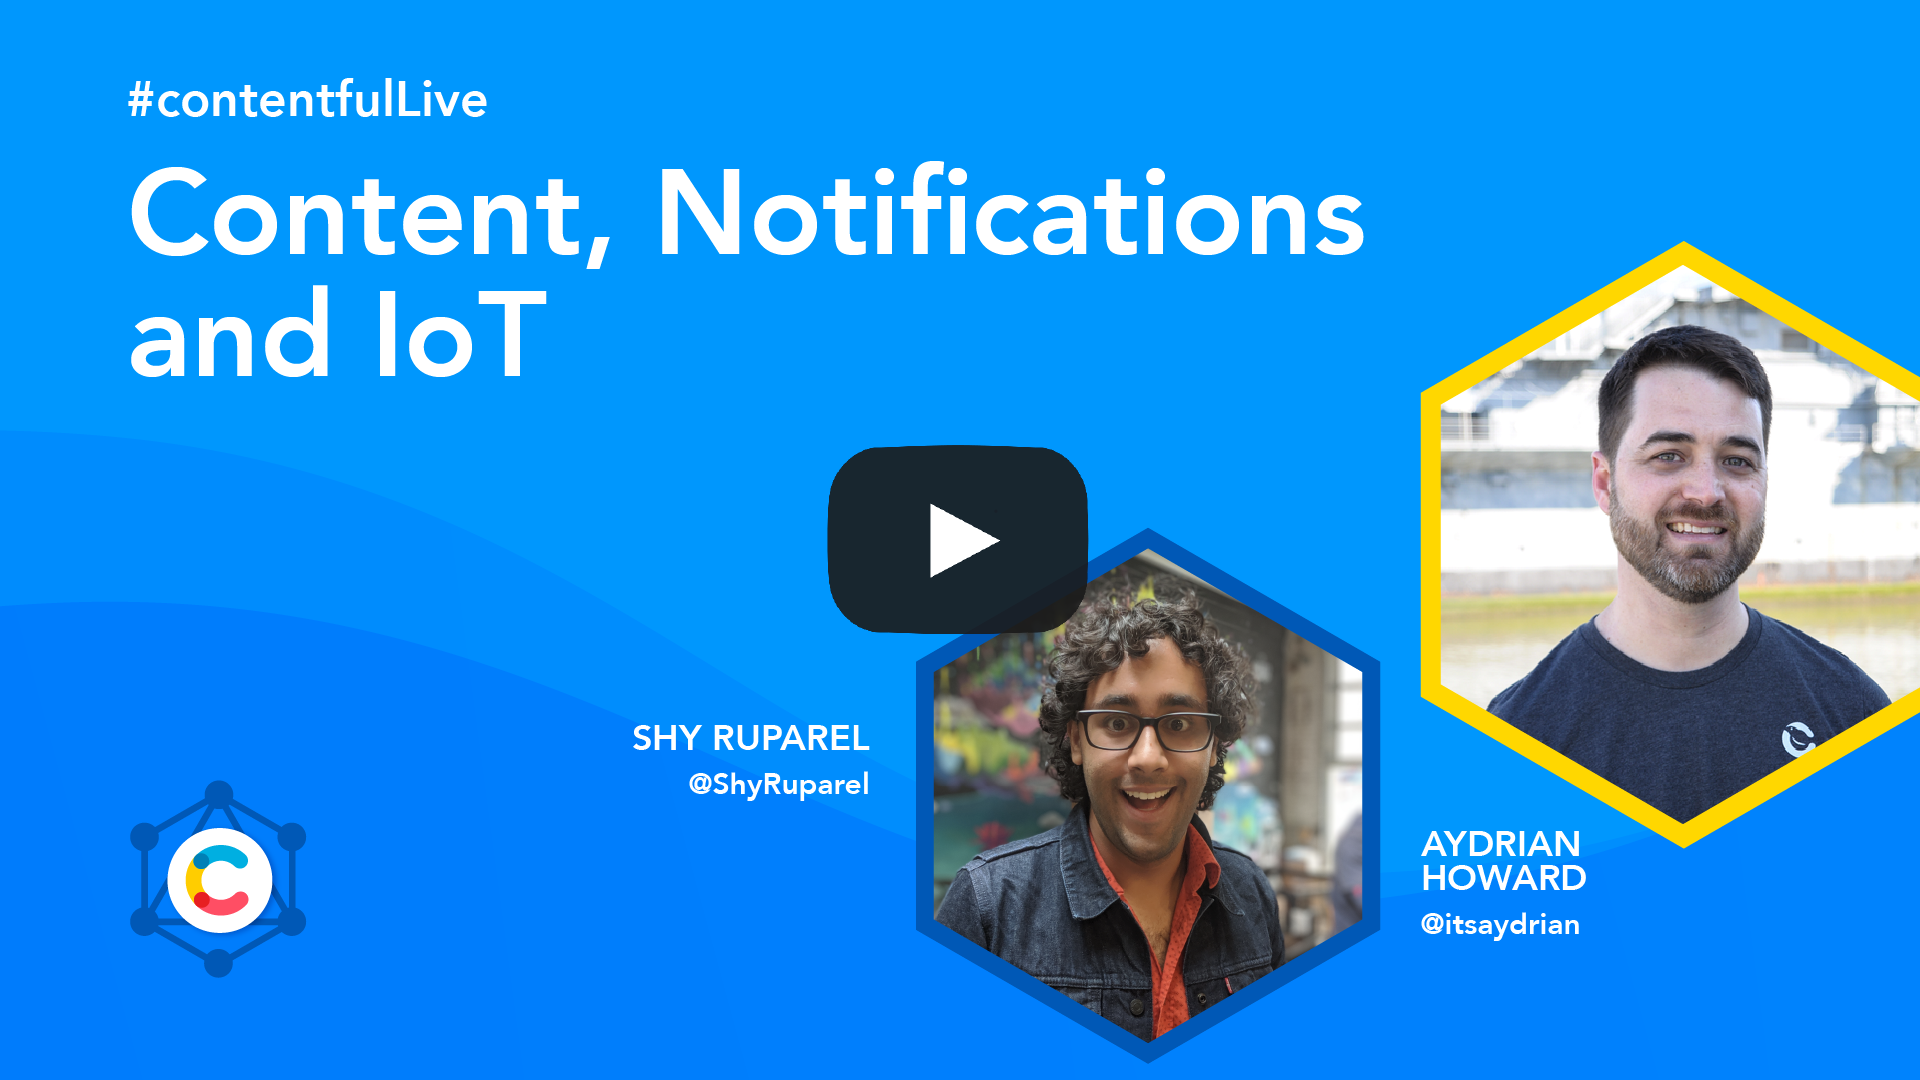 #contentfulLive
Content, Notifications
and IoT
SHY RUPAREL
@ShyRuparel
AYDRIAN
HOWARD
@itsaydrian